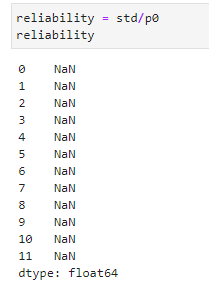 reliability = std/p0
reliability
0 NaN
1 NaN
2 NaN
3 NaN
4 NaN
5 NaN
6 NaN
7 NaN
8 NaN
9 NaN
10 NaN
11 NaN
dtype: float64